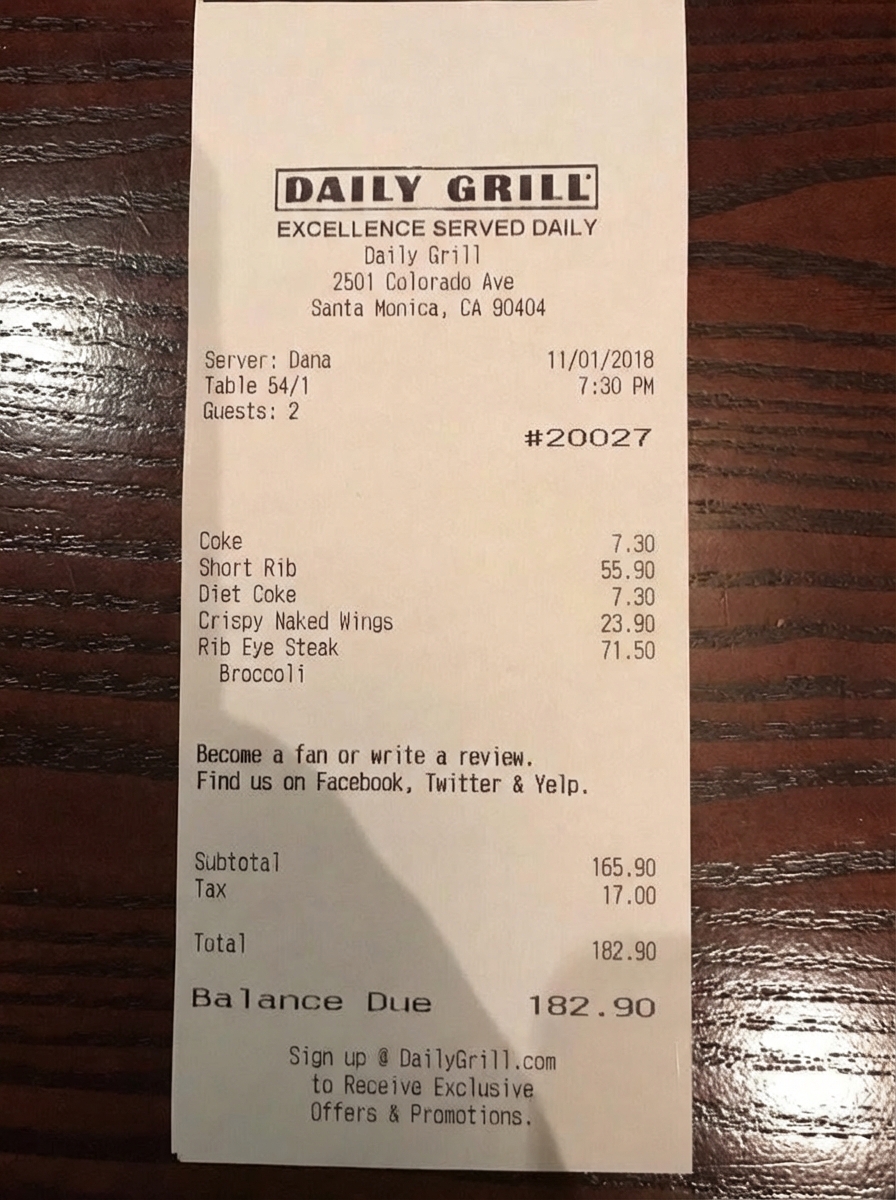 DAILY GRILL
EXCELLENCE SERVED DAILY
Daily Grill
2501 Colorado Ave
Santa Monica, CA 90404
Server: Dana 11/01/2018
Table 54/1 7:30 PM
Guests: 2
#20027
Coke 7.30
Short Rib 55.90
Diet Coke 7.30
Crispy Naked Wings 23.90
Rib Eye Steak 71.50
Broccoli
Become a fan or write a review.
Find us on Facebook, Twitter & Yelp.
Subtotal 165.90
Tax 17.00
Total 182.90
Balance Due 182.90
Sign up @ DailyGrill.com
to Receive Exclusive
Offers & Promotions.